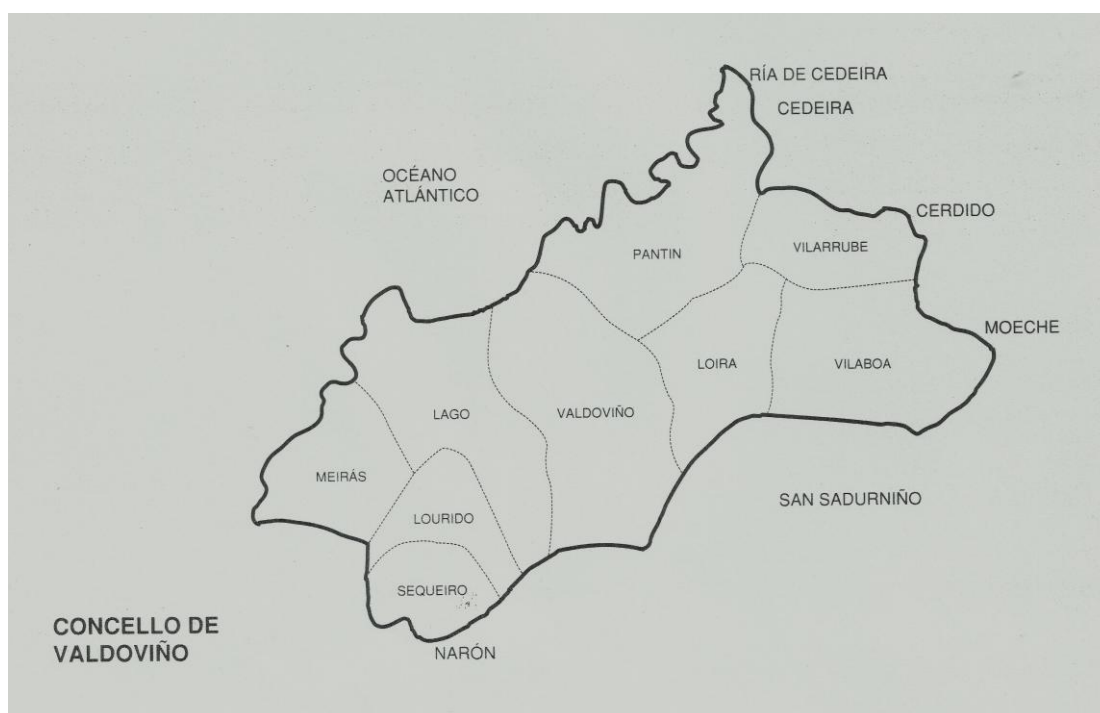 RÍA DE CEDEIRA
CEDEIRA
OCÉANO
ATLÁNTICO
CERDIDO
PANTIN
VILARRUBE
MOECHE
LOIRA
VILABOA
LAGO
VALDOVIÑO
MEIRÁS
SAN SADURNIÑO
LOURIDO
SEQUEIRO
CONCELLO DE
VALDOVIÑO
NARÓN